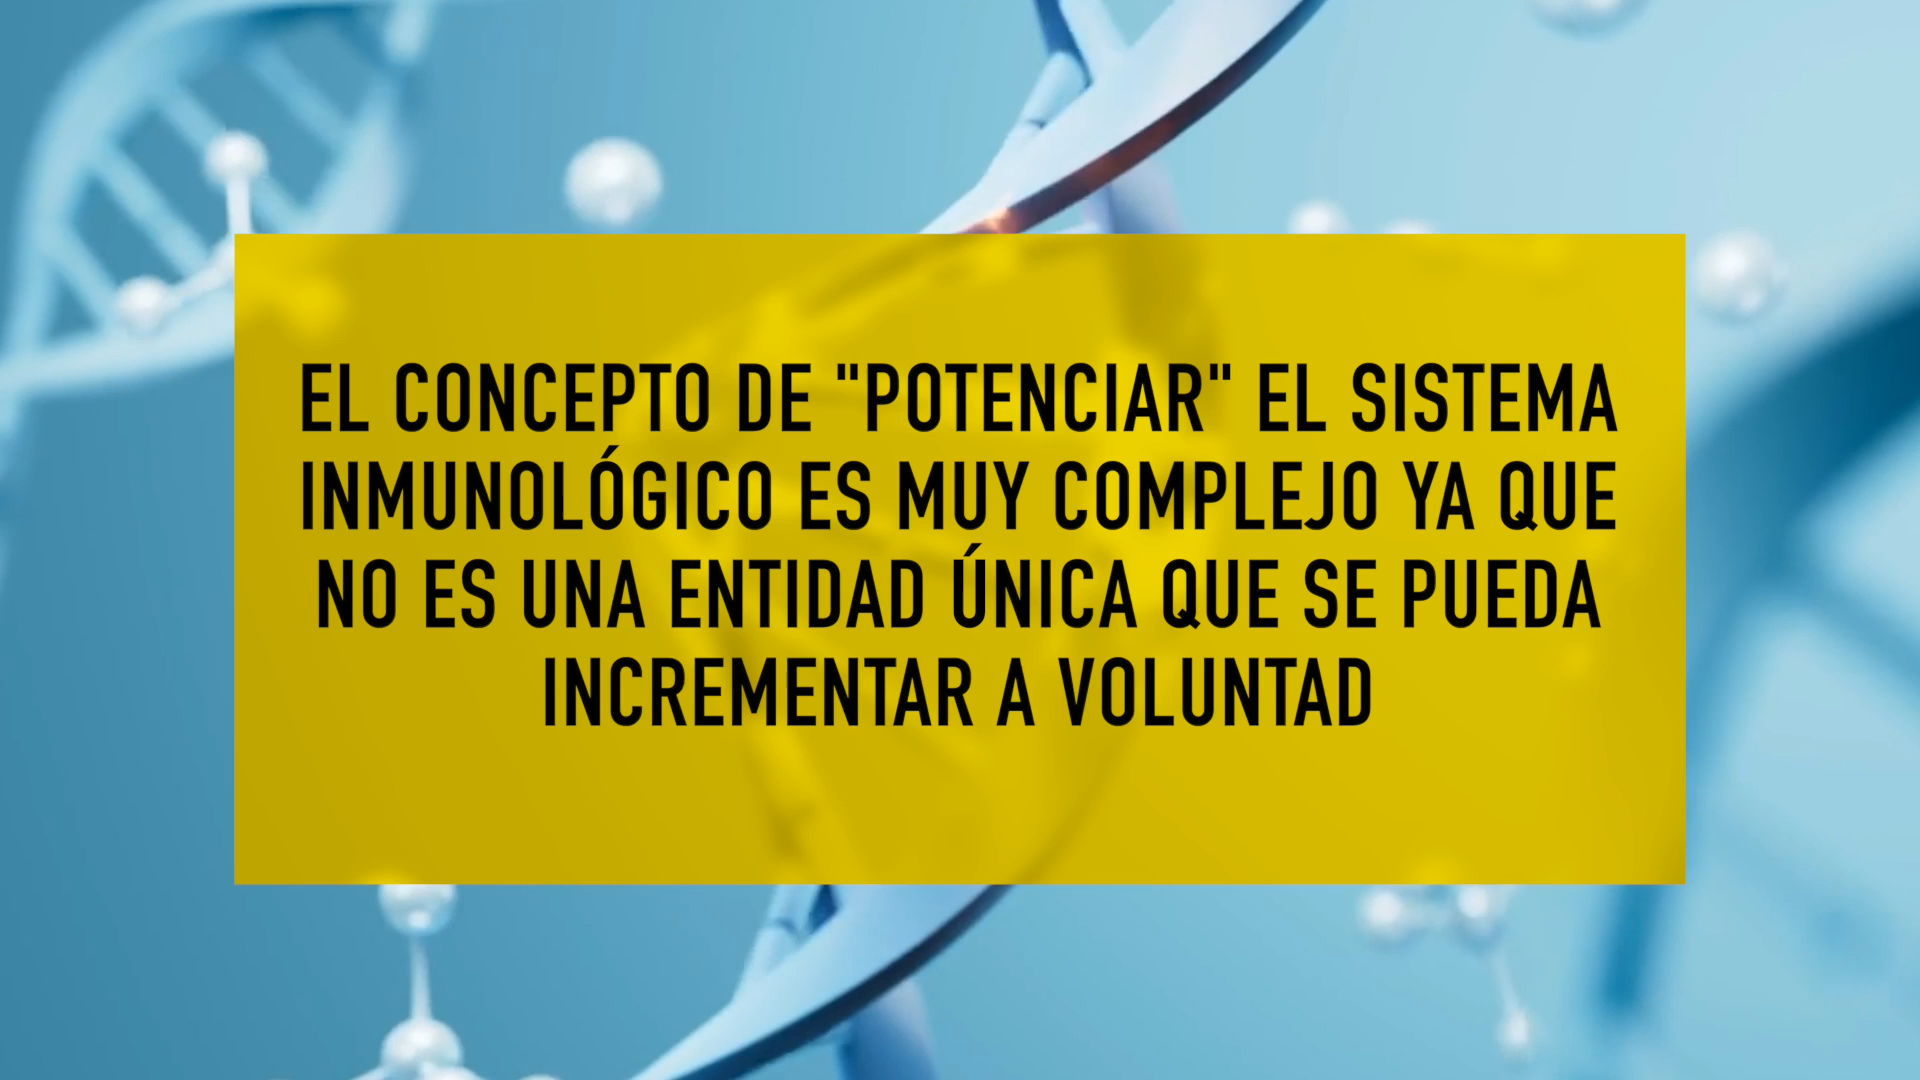 EL CONCEPTO DE "POTENCIAR" EL SISTEMA
INMUNOLÓGICO ES MUY COMPLEJO YA QUE
NO ES UNA ENTIDAD ÚNICA QUE SE PUEDA
INCREMENTAR A VOLUNTAD